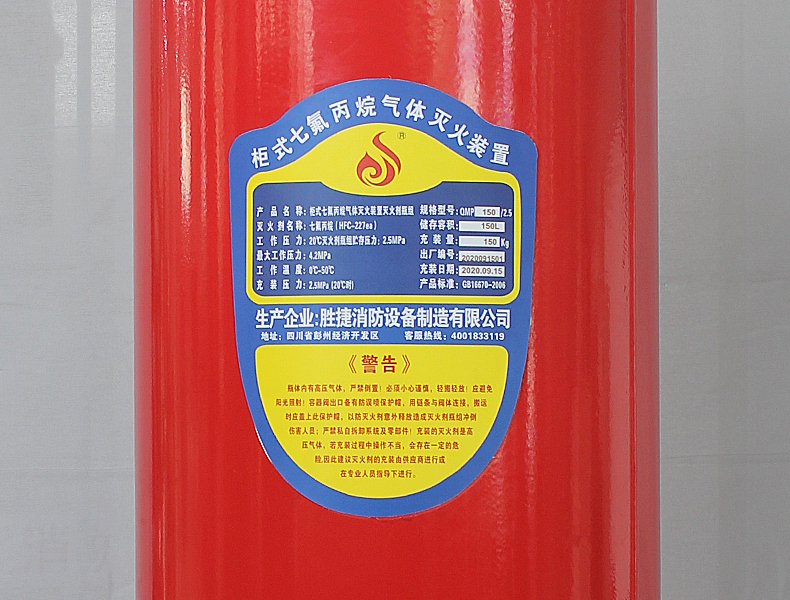 柜式七氟丙烷气体灭火装置
®
产品名称：柜式七氟丙烷气体灭火装置灭火剂瓶组
灭火剂名称：七氟丙烷（HFC-227ea）
工作压力：20℃灭火剂瓶组贮存压力：2.5MPa
最大工作压力：4.2MPa
工作温度：0℃-50℃
充装压力：2.5MPa（20℃时）
规格型号：QMP 150 /2.5
储存容积：150L
充装量：150 Kg
出厂编号：2020091501
充装日期：2020.09.15
产品标准：GB16670-2006
生产企业：胜捷消防设备制造有限公司
地址：四川省彭州经济开发区 客服热线：4001833119
《警告》
瓶体内有高压气体，严禁倒置！必须小心谨慎，轻搬轻放！应避免
阳光照射！容器阀出口备有防误喷保护帽，用链条与阀体连接，搬运
时应盖上此保护帽，以防灭火剂意外释放造成灭火剂瓶组冲倒
伤害人员；严禁私自拆卸系统及零部件！充装的灭火剂是高
压气体，若充装过程中操作不当，会存在一定的危
险，因此建议灭火剂的充装由供应商进行或
在专业人员指导下进行。